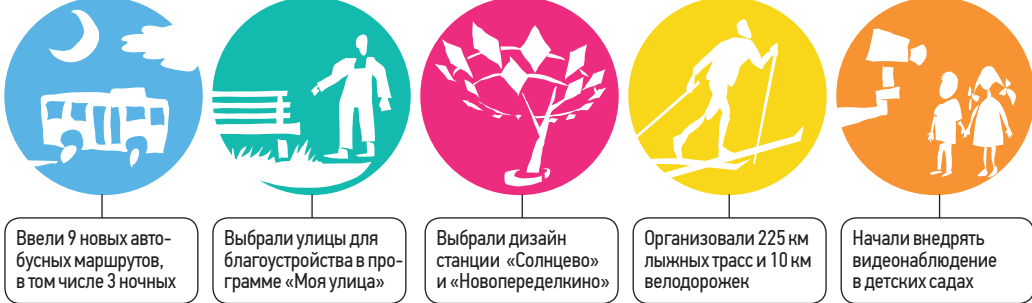 Ввели 9 новых авто-
бусных маршрутов,
в том числе 3 ночных
Выбрали улицы для
благоустройства в про-
грамме «Моя улица»
Выбрали дизайн
станции «Солнцево»
и «Новопеределкино»
Организовали 225 км
лыжных трасс и 10 км
велодорожек
Начали внедрять
видеонаблюдение
в детских садах